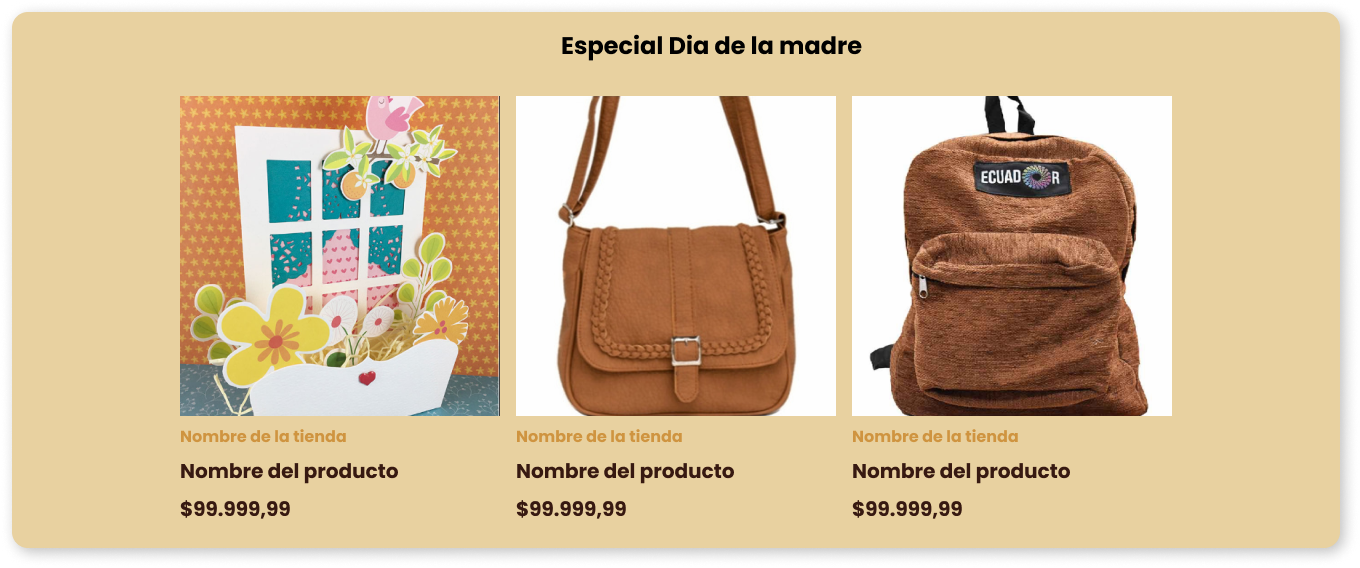 Especial Dia de la madre
ECUADOR
Nombre de la tienda
Nombre del producto
$99.999,99
Nombre de la tienda
Nombre del producto
$99.999,99
Nombre de la tienda
Nombre del producto
$99.999,99